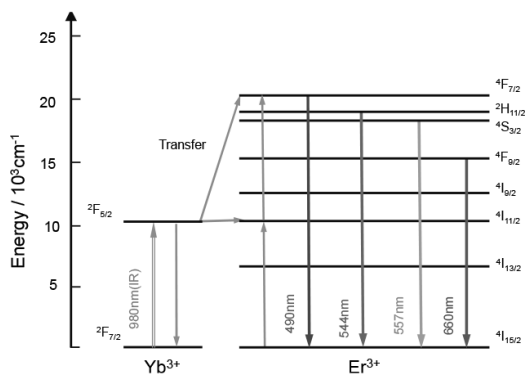 Energy / 10³cm⁻¹
25
20
15
10
5
Transfer
²F₅/₂
²F₇/₂
980nm(IR)
490nm
544nm
557nm
660nm
⁴F₇/₂
²H₁₁/₂
⁴S₃/₂
⁴F₉/₂
⁴I₉/₂
⁴I₁₁/₂
⁴I₁₃/₂
⁴I₁₅/₂
Yb³⁺
Er³⁺